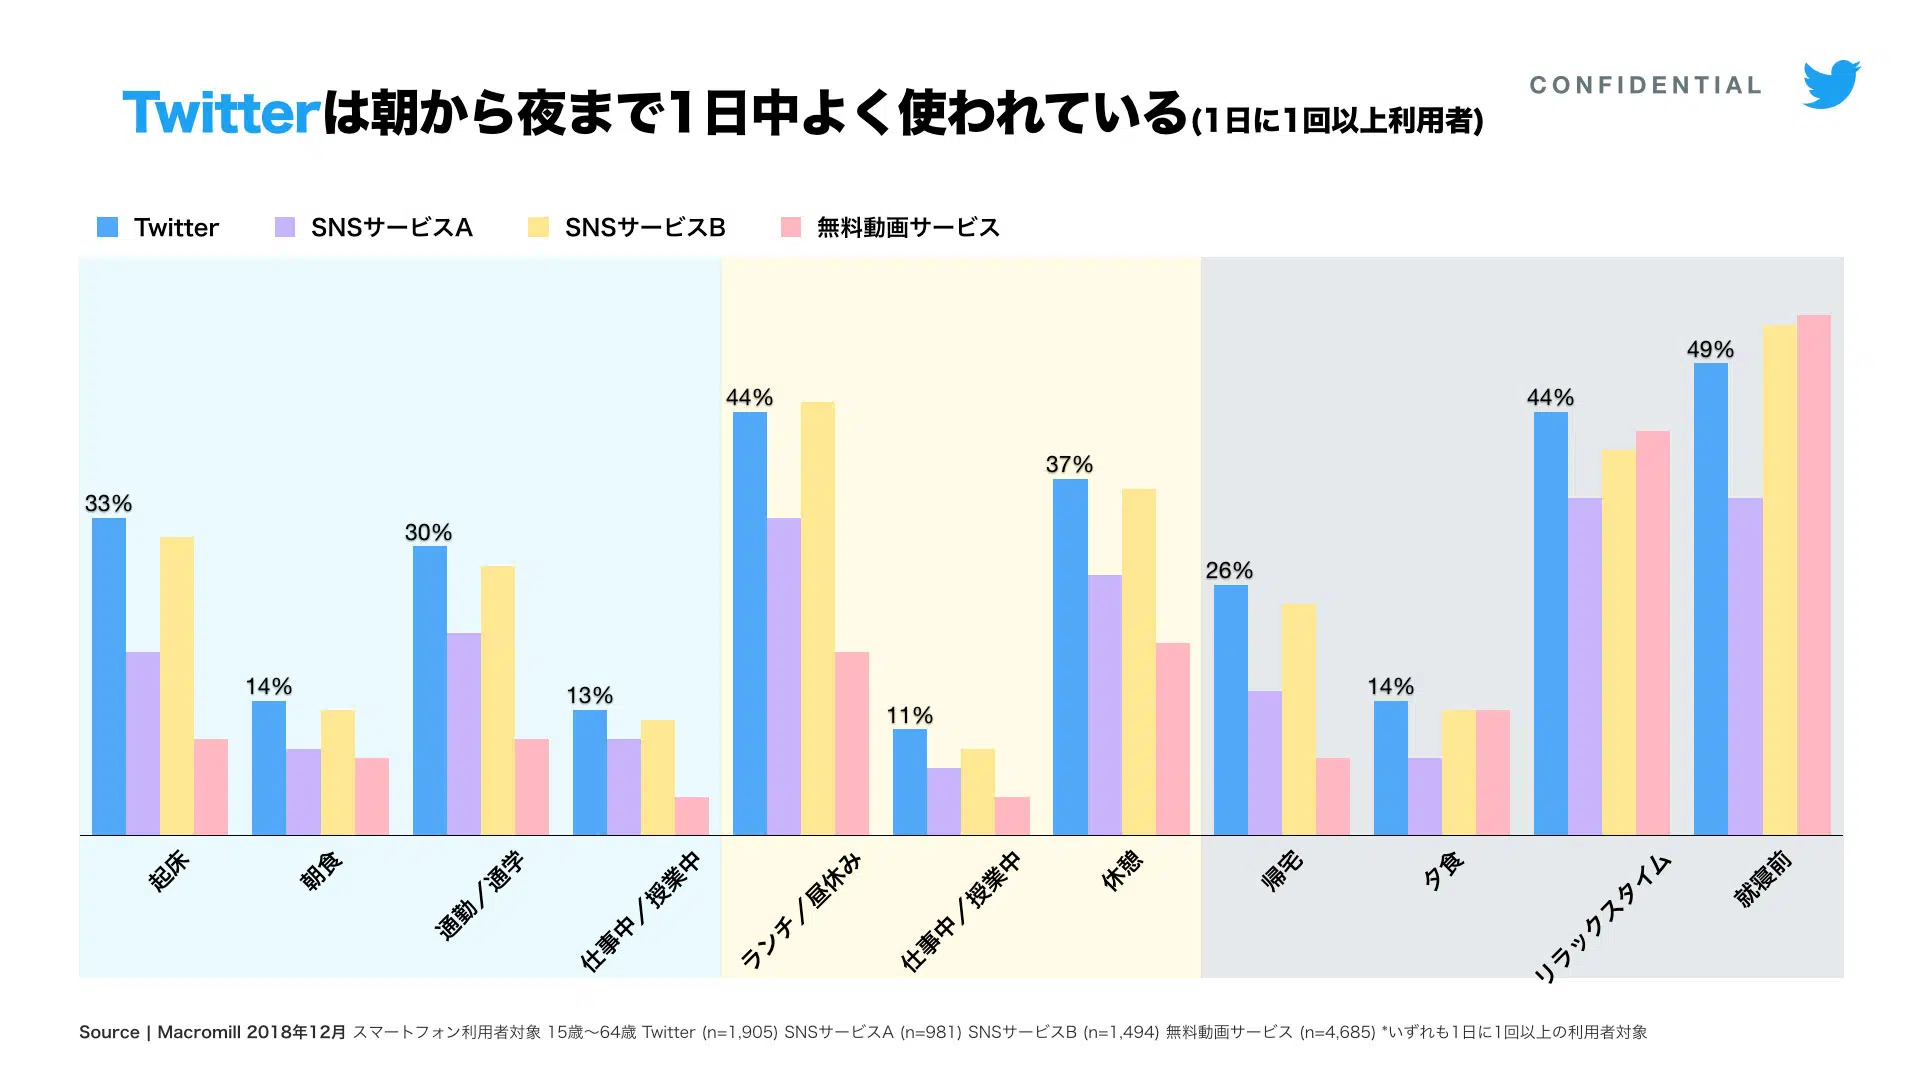 CONFIDENTIAL
Twitterは朝から夜まで1日中よく使われている(1日に1回以上利用者)
Twitter SNSサービスA SNSサービスB 無料動画サービス
33%
14%
30%
13%
44%
11%
37%
26%
14%
44%
49%
起床
朝食
通勤/通学
仕事中/授業中
ランチ/昼休み
仕事中/授業中
休憩
帰宅
夕食
リラックスタイム
就寝前
Source | Macromill 2018年12月 スマートフォン利用者対象 15歳〜64歳 Twitter (n=1,905) SNSサービスA (n=981) SNSサービスB (n=1,494) 無料動画サービス (n=4,685) *いずれも1日に1回以上の利用者対象